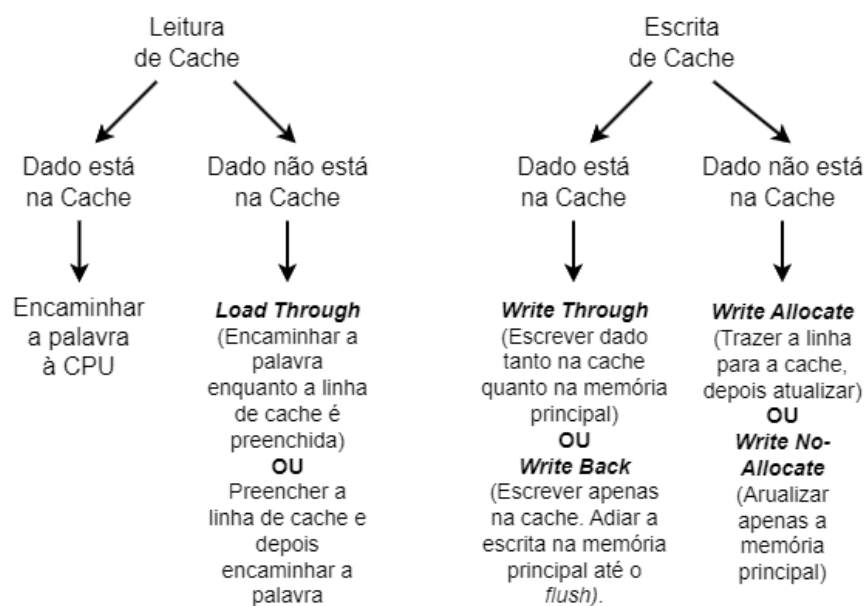 Leitura
de Cache
Dado está
na Cache
Encaminhar
a palavra
à CPU
Dado não está
na Cache
Load Through
(Encaminhar a
palavra
enquanto a linha
de cache é
preenchida)
OU
Preencher a
linha de cache e
depois
encaminhar a
palavra
Escrita
de Cache
Dado está
na Cache
Write Through
(Escrever dado
tanto na cache
quanto na memória
principal)
OU
Write Back
(Escrever apenas
na cache. Adiar a
escrita na memória
principal até o
flush).
Dado não está
na Cache
Write Allocate
(Trazer a linha
para a cache,
depois atualizar)
OU
Write No-
Allocate
(Arualizar
apenas a
memória
principal)